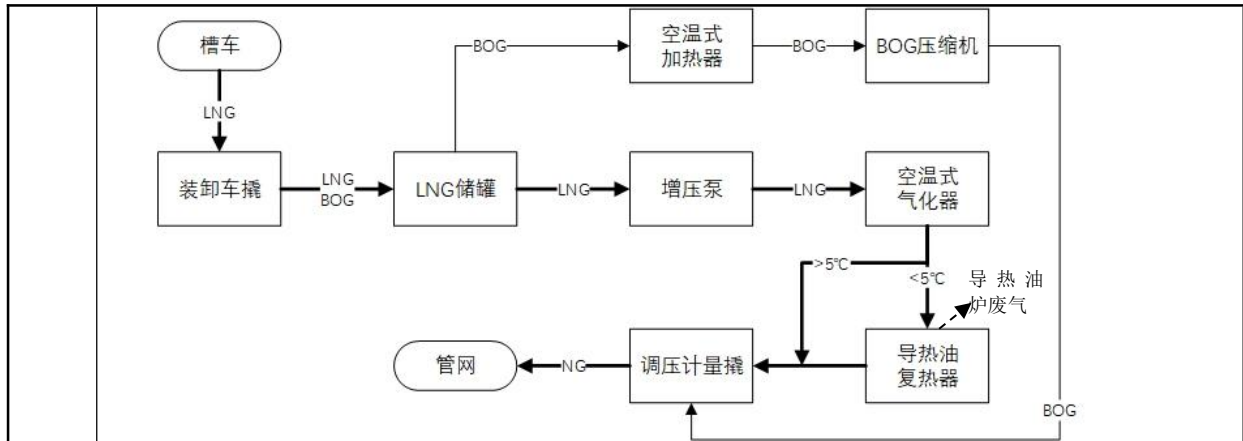 槽车
空温式
加热器
BOG压缩机
BOG
BOG
LNG
装卸车撬
LNG
BOG
LNG储罐
LNG
增压泵
LNG
空温式
气化器
>5℃
<5℃
导热油
炉废气
管网
NG
调压计量撬
导热油
复热器
BOG